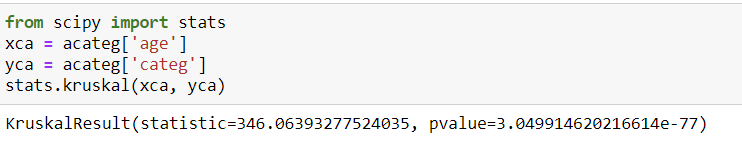 from scipy import stats
xca = acateg['age']
yca = acateg['categ']
stats.kruskal(xca, yca)
KruskalResult(statistic=346.06393277524035, pvalue=3.049914620216614e-77)